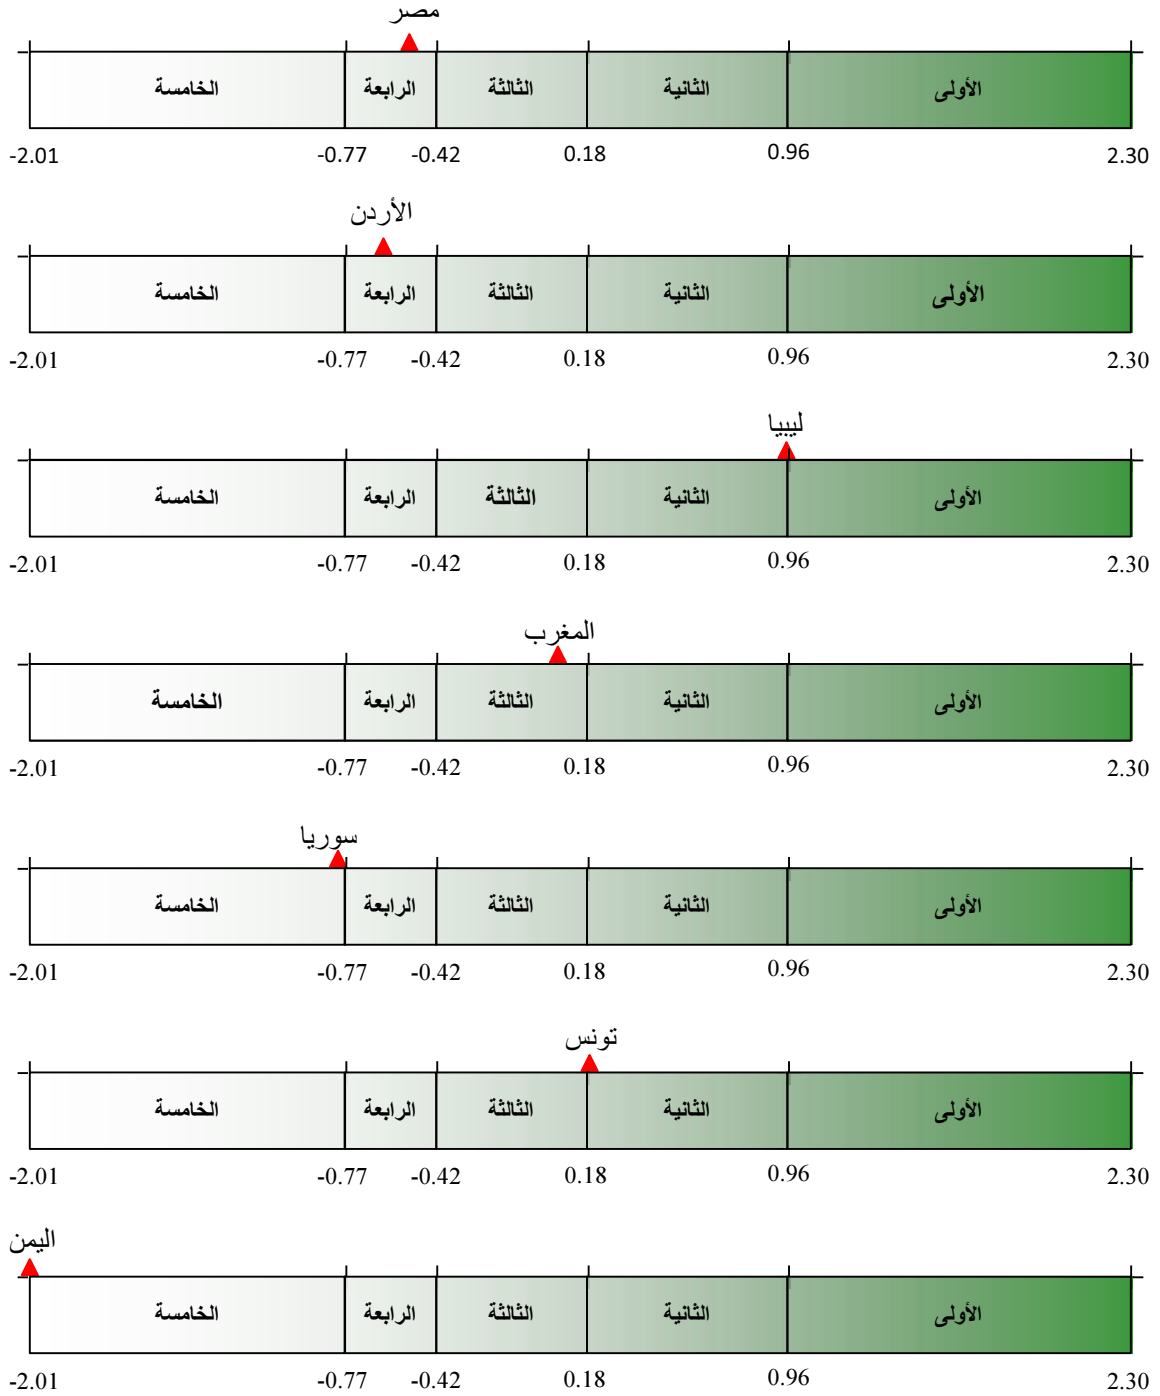 مصر
الأولى الثانية الثالثة الرابعة الخامسة
-2.01 -0.77 -0.42 0.18 0.96 2.30
الأردن
الأولى الثانية الثالثة الرابعة الخامسة
-2.01 -0.77 -0.42 0.18 0.96 2.30
ليبيا
الأولى الثانية الثالثة الرابعة الخامسة
-2.01 -0.77 -0.42 0.18 0.96 2.30
المغرب
الأولى الثانية الثالثة الرابعة الخامسة
-2.01 -0.77 -0.42 0.18 0.96 2.30
سوريا
الأولى الثانية الثالثة الرابعة الخامسة
-2.01 -0.77 -0.42 0.18 0.96 2.30
تونس
الأولى الثانية الثالثة الرابعة الخامسة
-2.01 -0.77 -0.42 0.18 0.96 2.30
اليمن
الأولى الثانية الثالثة الرابعة الخامسة
-2.01 -0.77 -0.42 0.18 0.96 2.30